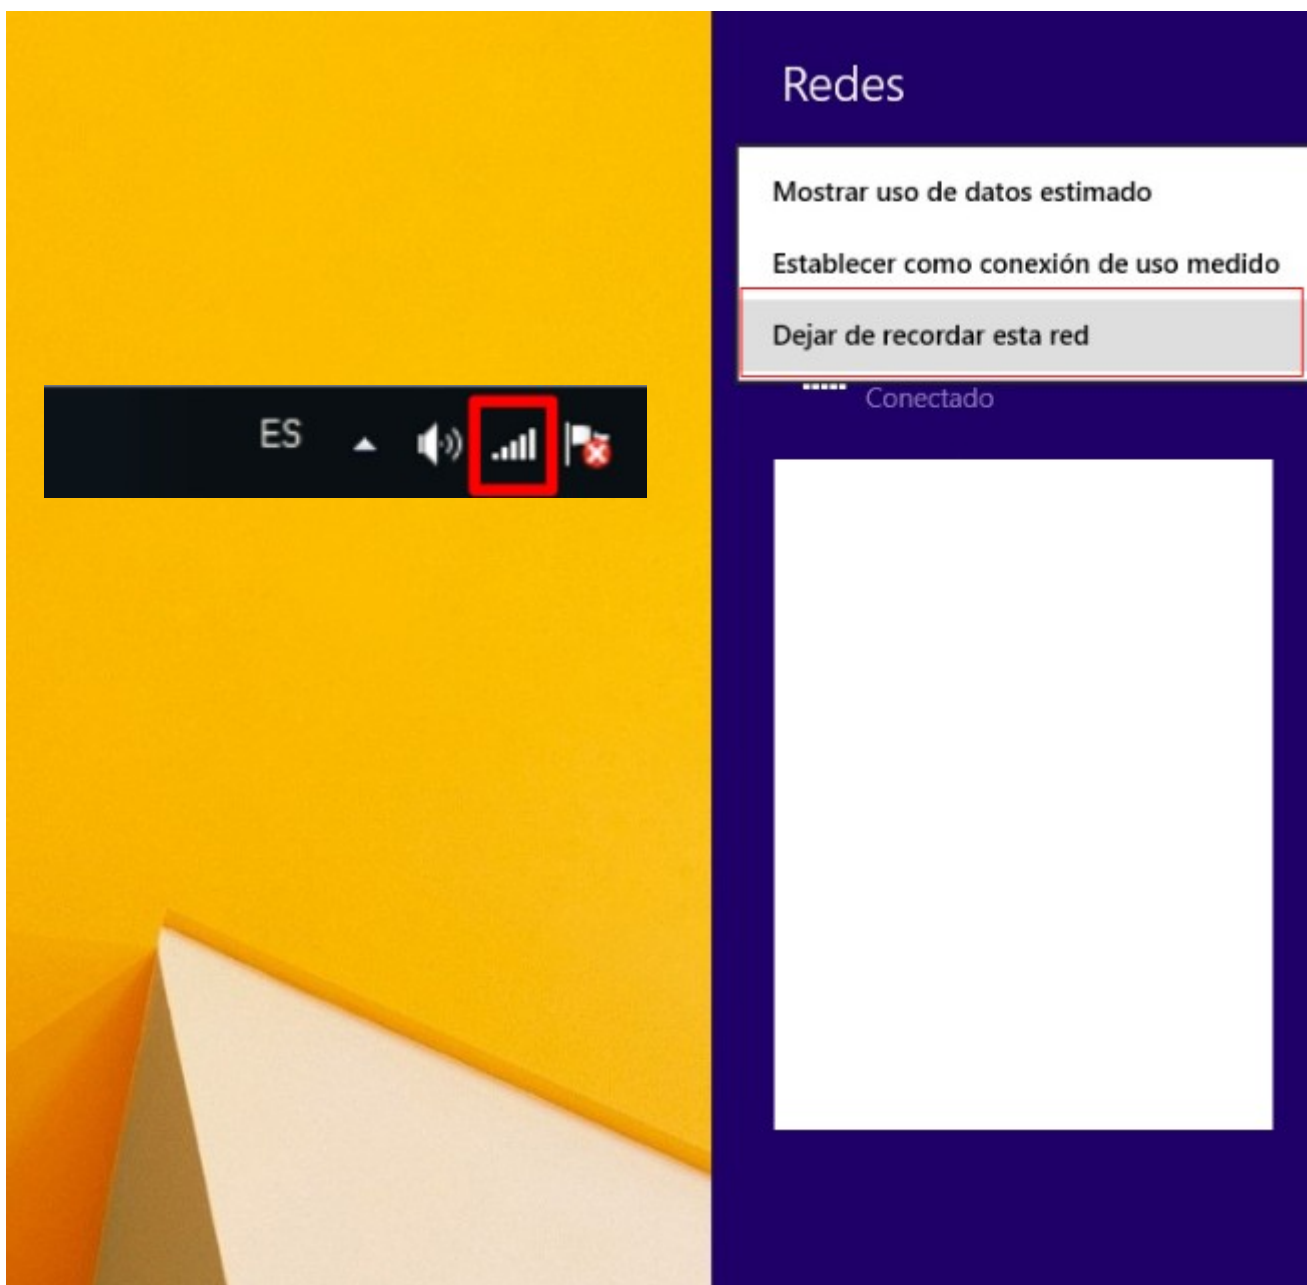 Redes
Mostrar uso de datos estimado
Establecer como conexión de uso medido
Dejar de recordar esta red
Conectado
ES